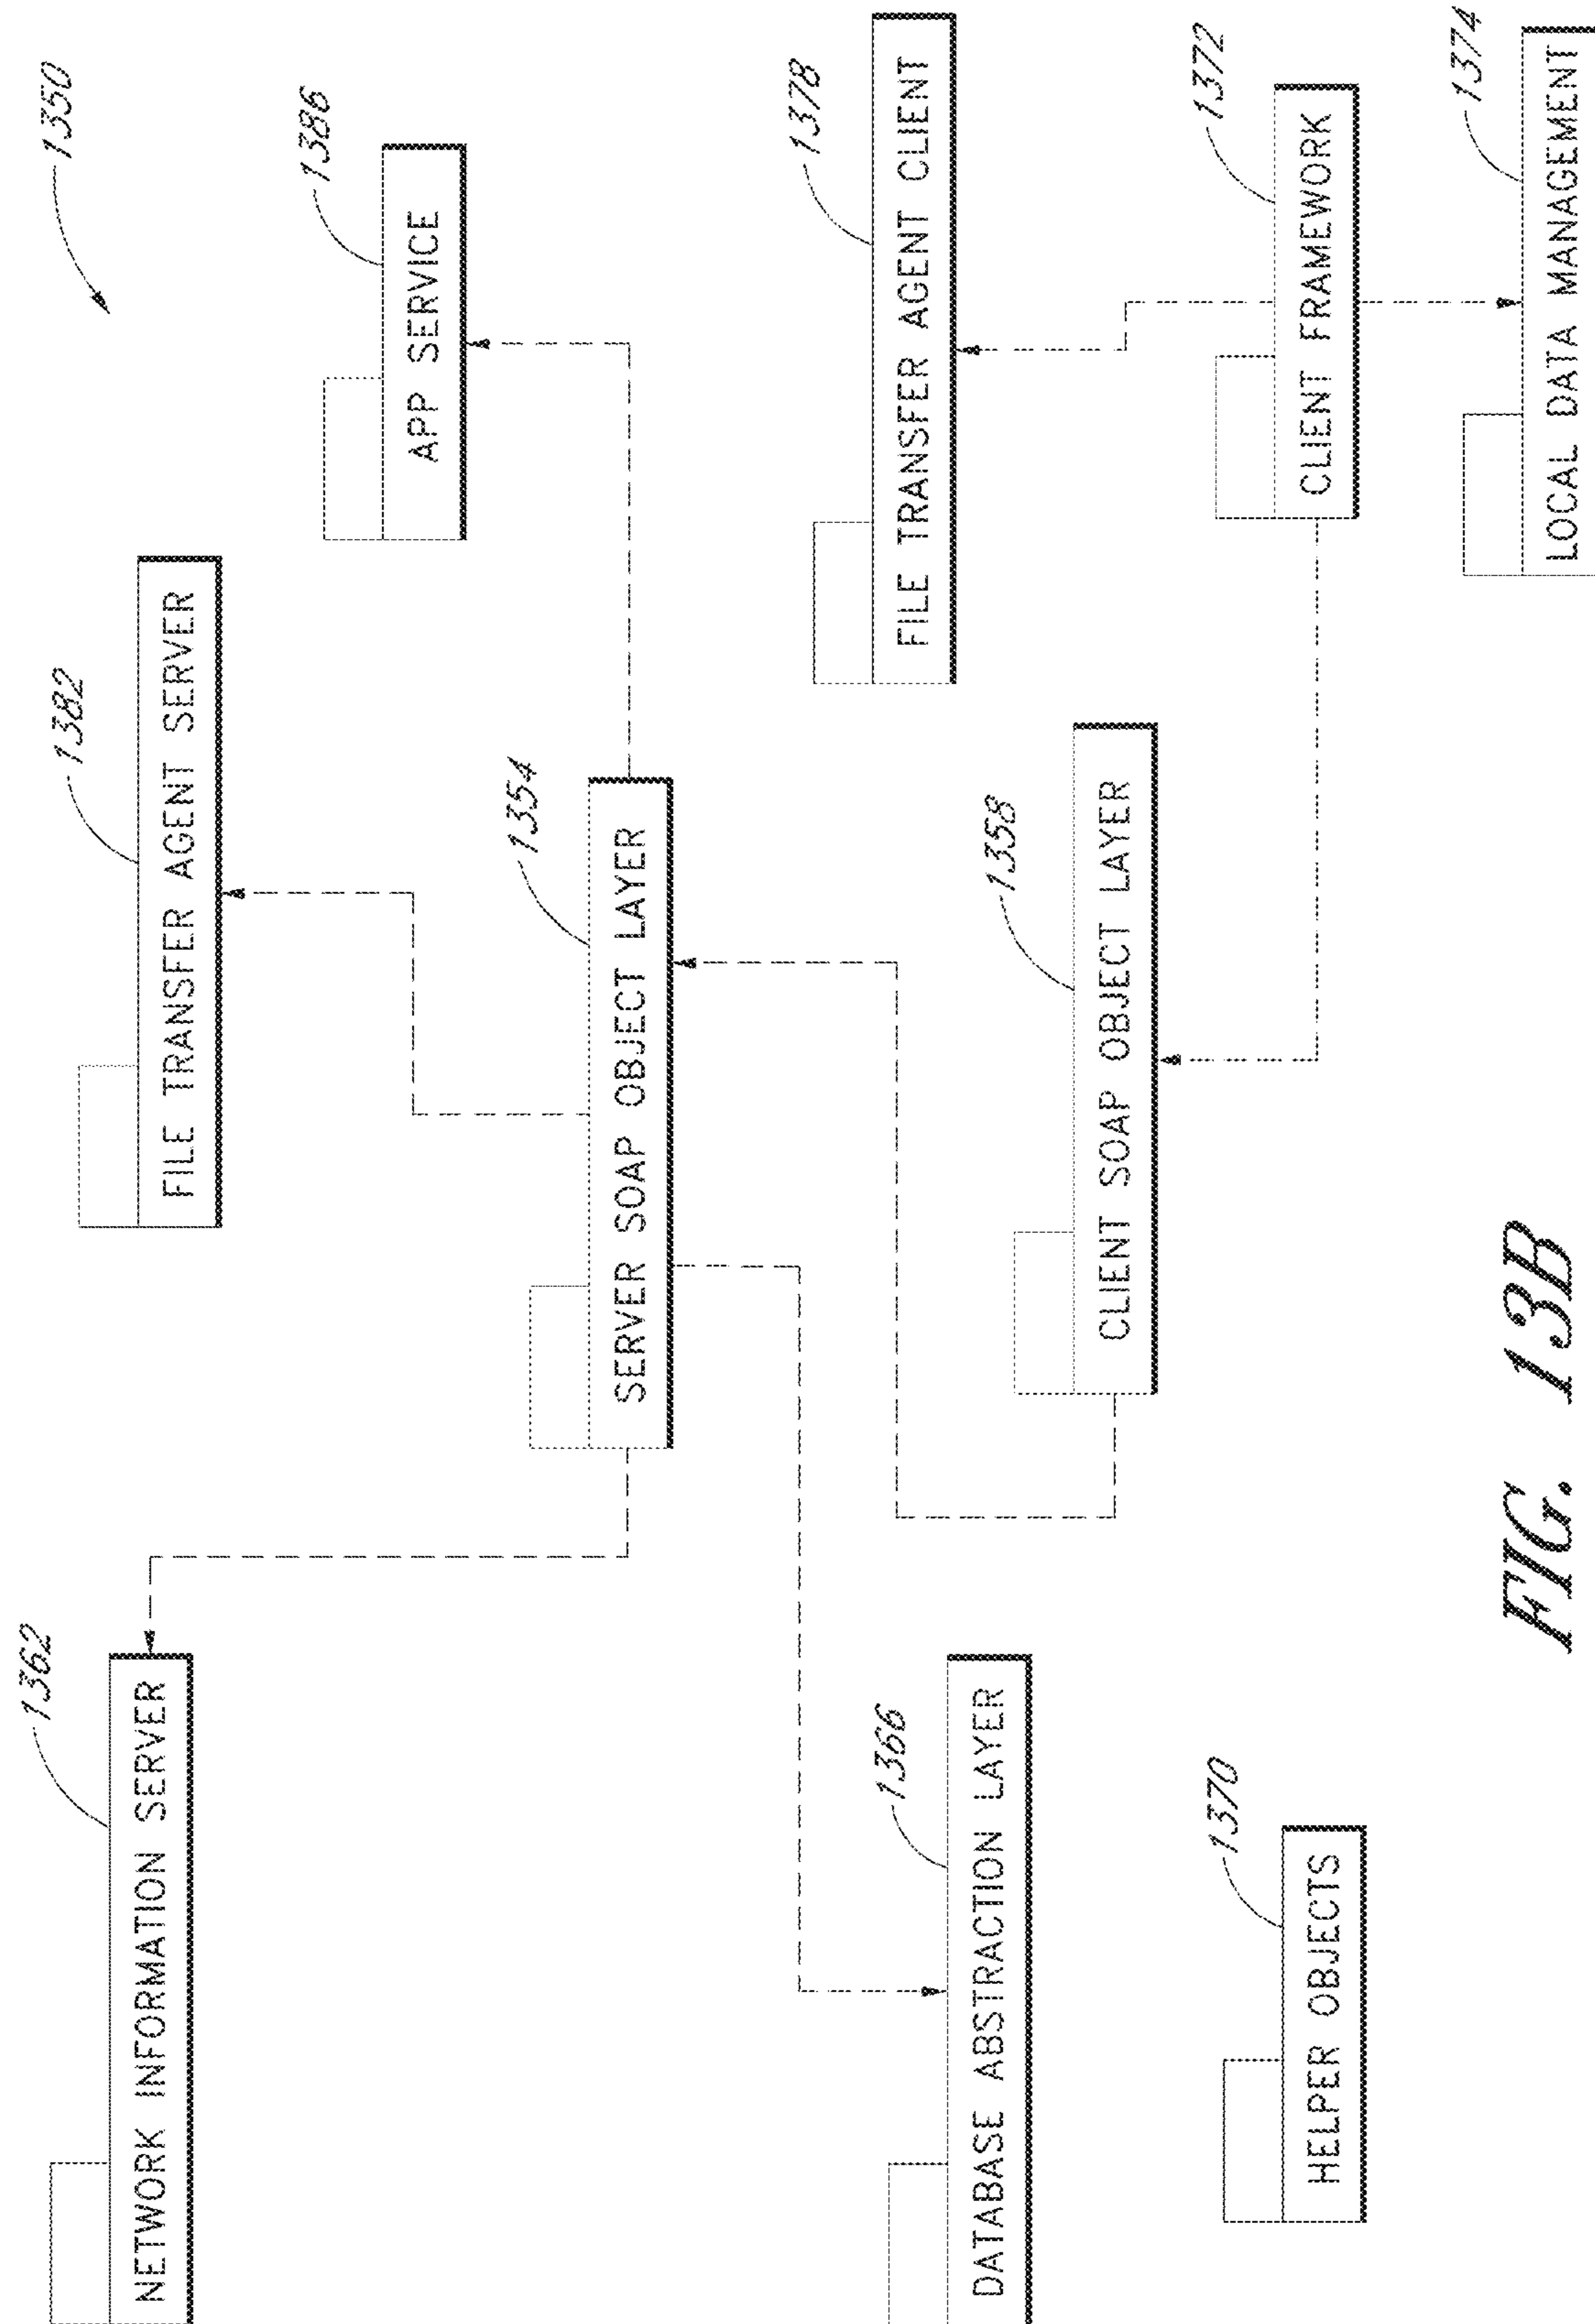 1350
1362
NETWORK INFORMATION SERVER
1382
FILE TRANSFER AGENT SERVER
1386
APP SERVICE
1354
SERVER SOAP OBJECT LAYER
1366
DATABASE ABSTRACTION LAYER
1358
CLIENT SOAP OBJECT LAYER
1378
FILE TRANSFER AGENT CLIENT
1370
HELPER OBJECTS
1372
CLIENT FRAMEWORK
1374
LOCAL DATA MANAGEMENT
FIG. 13B